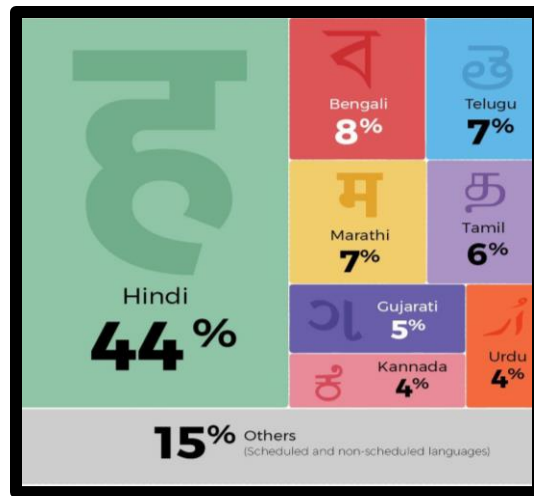 ह
Hindi
44%
ব
Bengali
8%
తె
Telugu
7%
म
Marathi
7%
த
Tamil
6%
ગ
Gujarati
5%
ಕ
Kannada
4%
Urdu
4%
15% Others
(Scheduled and non-scheduled languages)